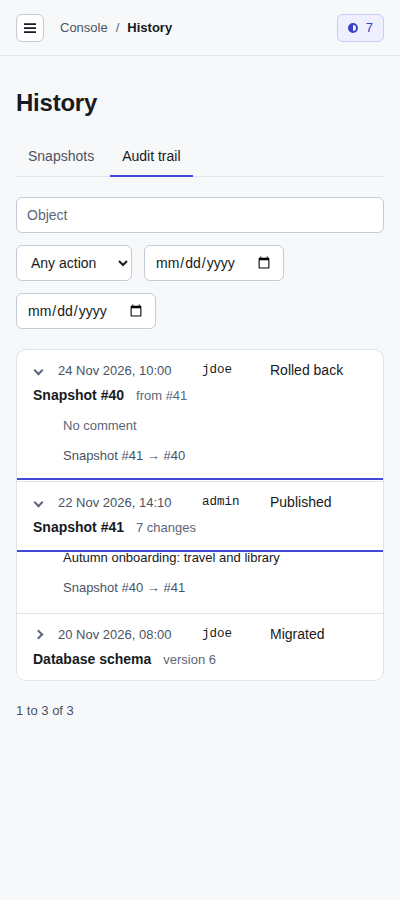 Console / History
7
History
Snapshots Audit trail
Object
Any action mm/dd/yyyy
mm/dd/yyyy
24 Nov 2026, 10:00 jdoe Rolled back
Snapshot #40 from #41
No comment
Snapshot #41 → #40
22 Nov 2026, 14:10 admin Published
Snapshot #41 7 changes
Autumn onboarding: travel and library
Snapshot #40 → #41
20 Nov 2026, 08:00 jdoe Migrated
Database schema version 6
1 to 3 of 3